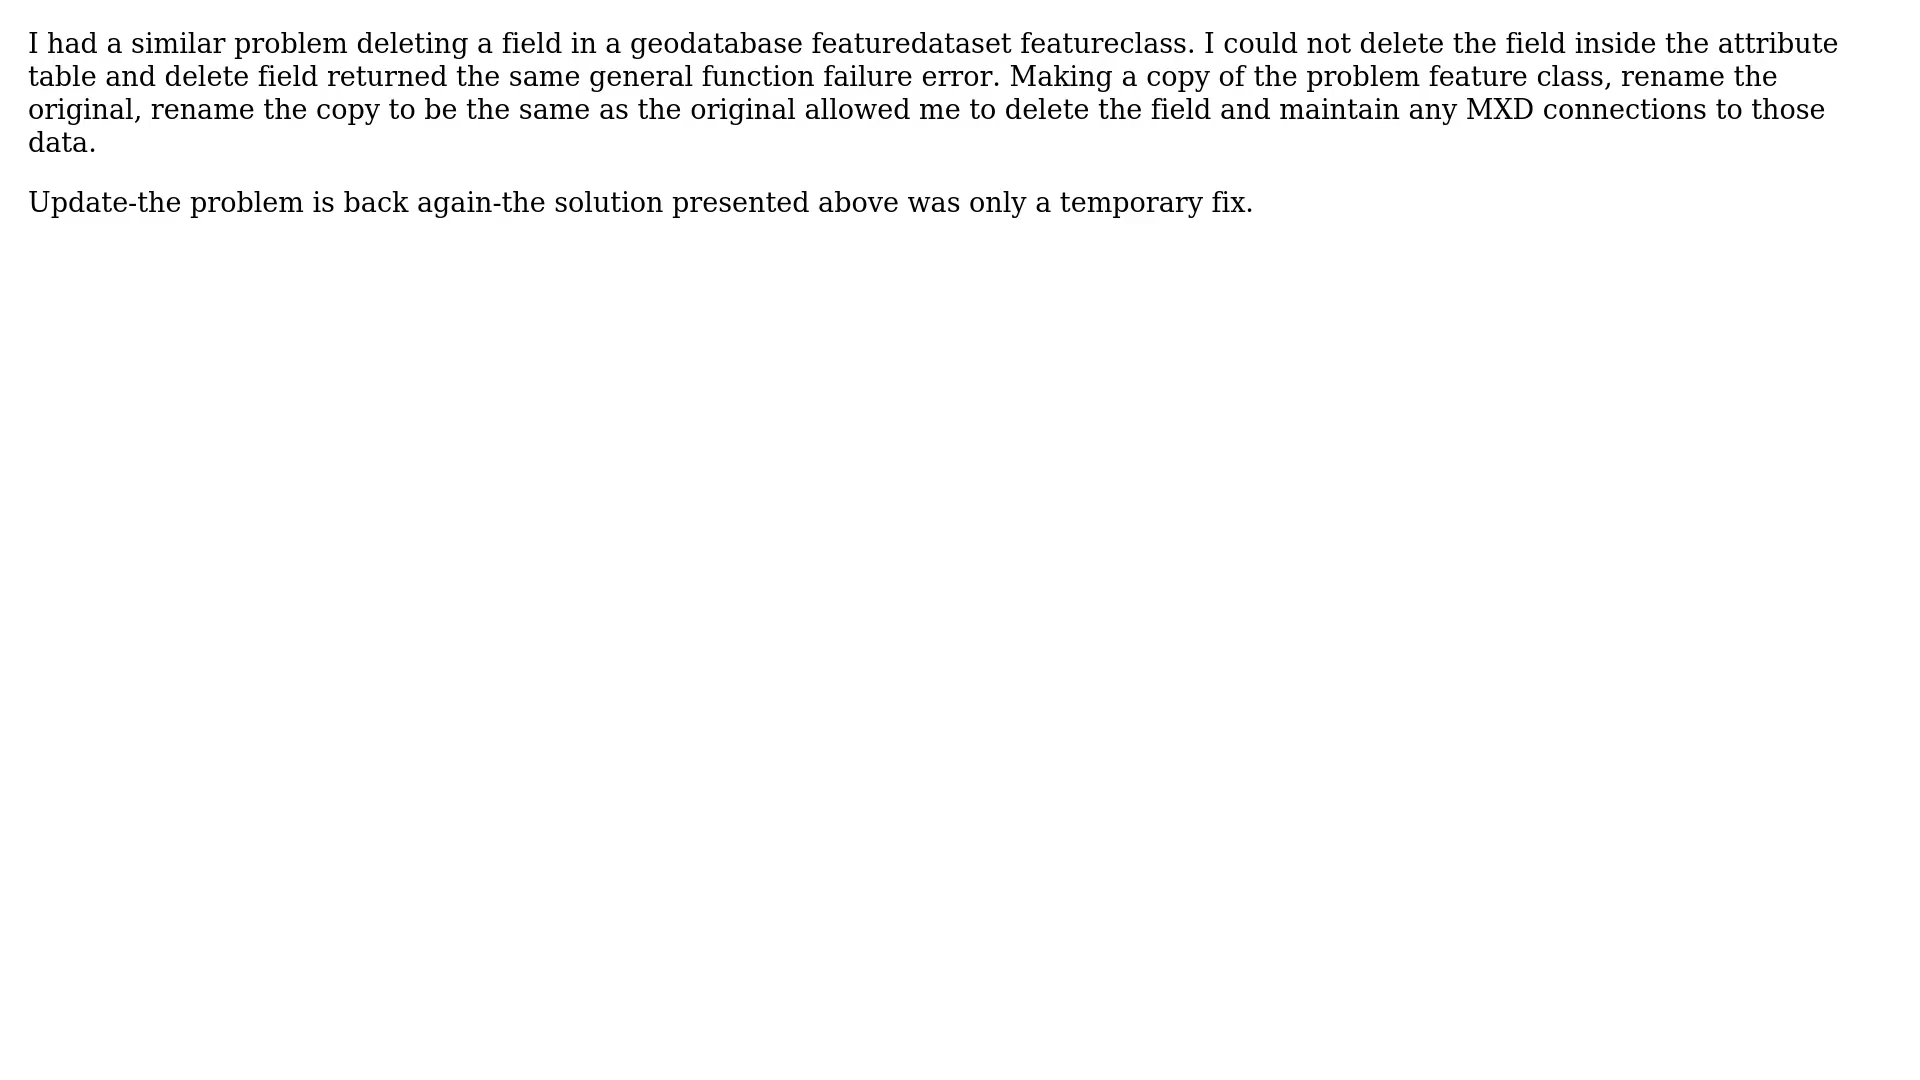 I had a similar problem deleting a field in a geodatabase featuredataset featureclass. I could not delete the field inside the attribute
table and delete field returned the same general function failure error. Making a copy of the problem feature class, rename the
original, rename the copy to be the same as the original allowed me to delete the field and maintain any MXD connections to those
data.
Update-the problem is back again-the solution presented above was only a temporary fix.